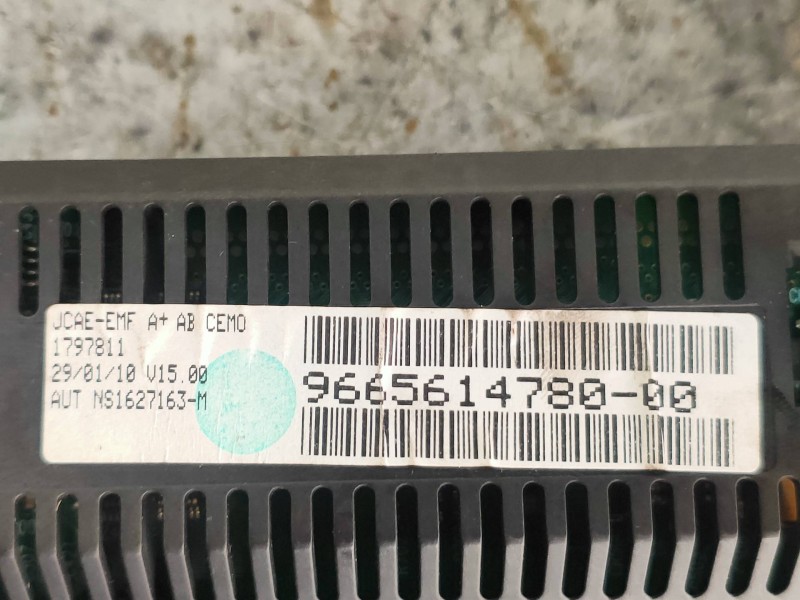 JCAE-EMF A+ AB CEMO
1797811
29/01/10 V15.00
AUT NS1627163-M
9665614780-00